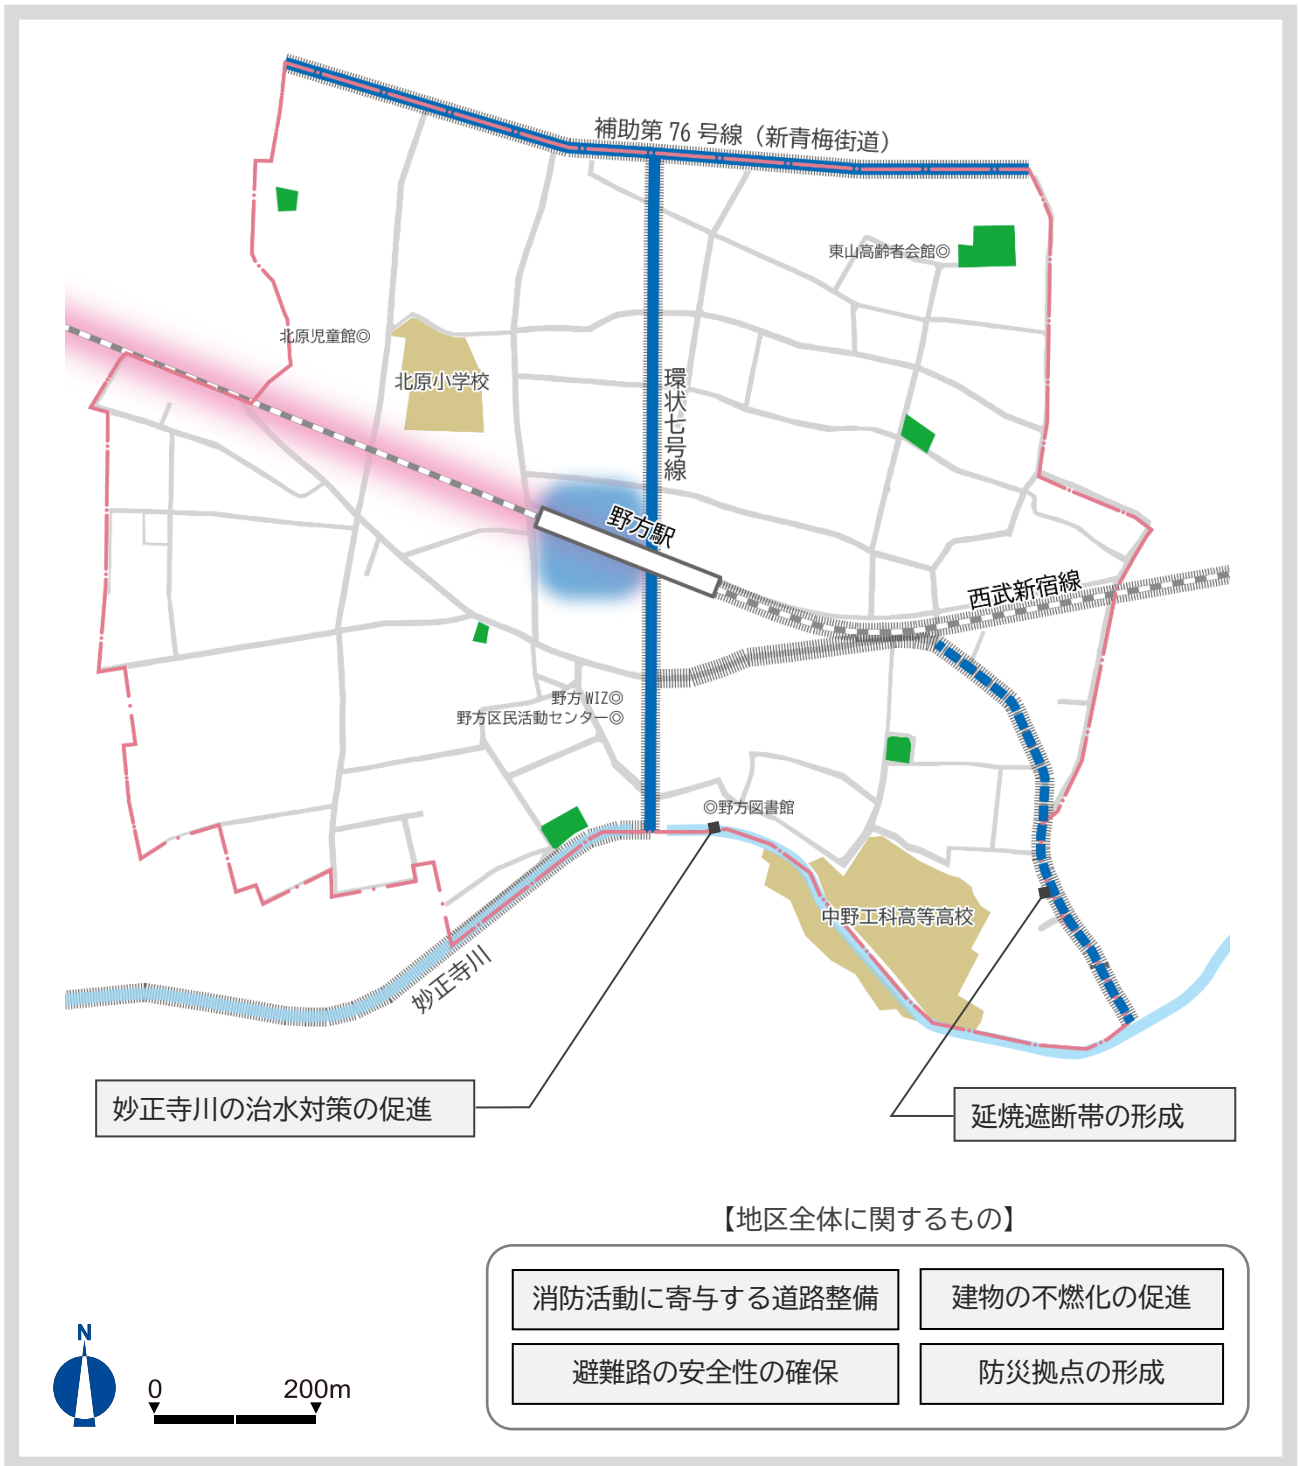 補助第 76 号線（新青梅街道）
東山高齢者会館◎
北原児童館◎
北原小学校
環状七号線
野方駅
西武新宿線
野方 WIZ◎
野方区民活動センター◎
◎野方図書館
中野工科高等高校
妙正寺川
妙正寺川の治水対策の促進
延焼遮断帯の形成
【地区全体に関するもの】
消防活動に寄与する道路整備
建物の不燃化の促進
避難路の安全性の確保
防災拠点の形成
N
0
200m